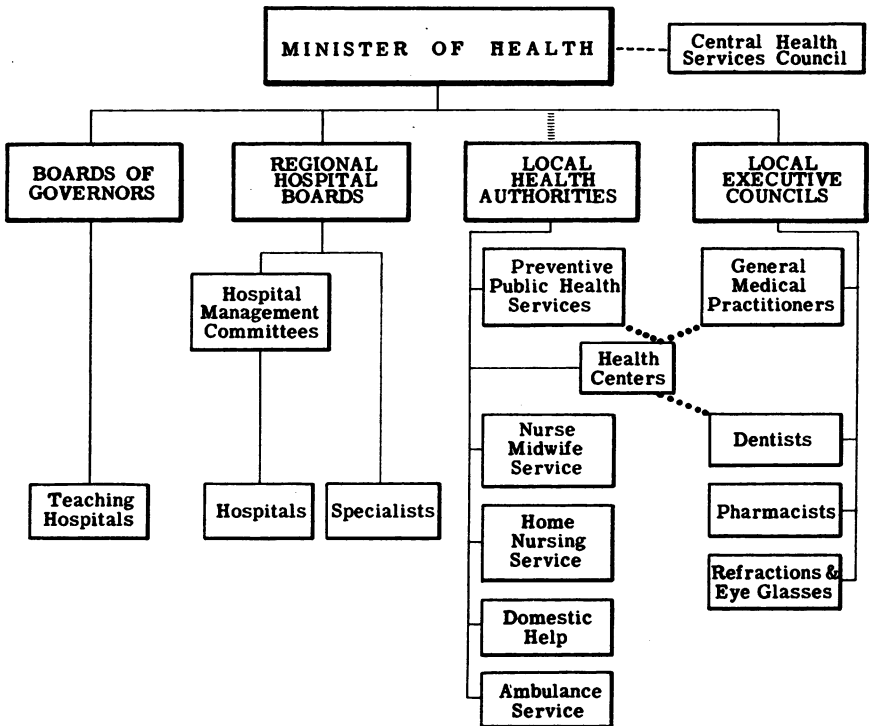 MINISTER OF HEALTH
Central Health
Services Council
BOARDS OF
GOVERNORS
REGIONAL
HOSPITAL
BOARDS
LOCAL
HEALTH
AUTHORITIES
LOCAL
EXECUTIVE
COUNCILS
Hospital
Management
Committees
Preventive
Public Health
Services
General
Medical
Practitioners
Health
Centers
Nurse
Midwife
Service
Dentists
Teaching
Hospitals
Hospitals
Specialists
Pharmacists
Home
Nursing
Service
Refractions &
Eye Glasses
Domestic
Help
Ambulance
Service